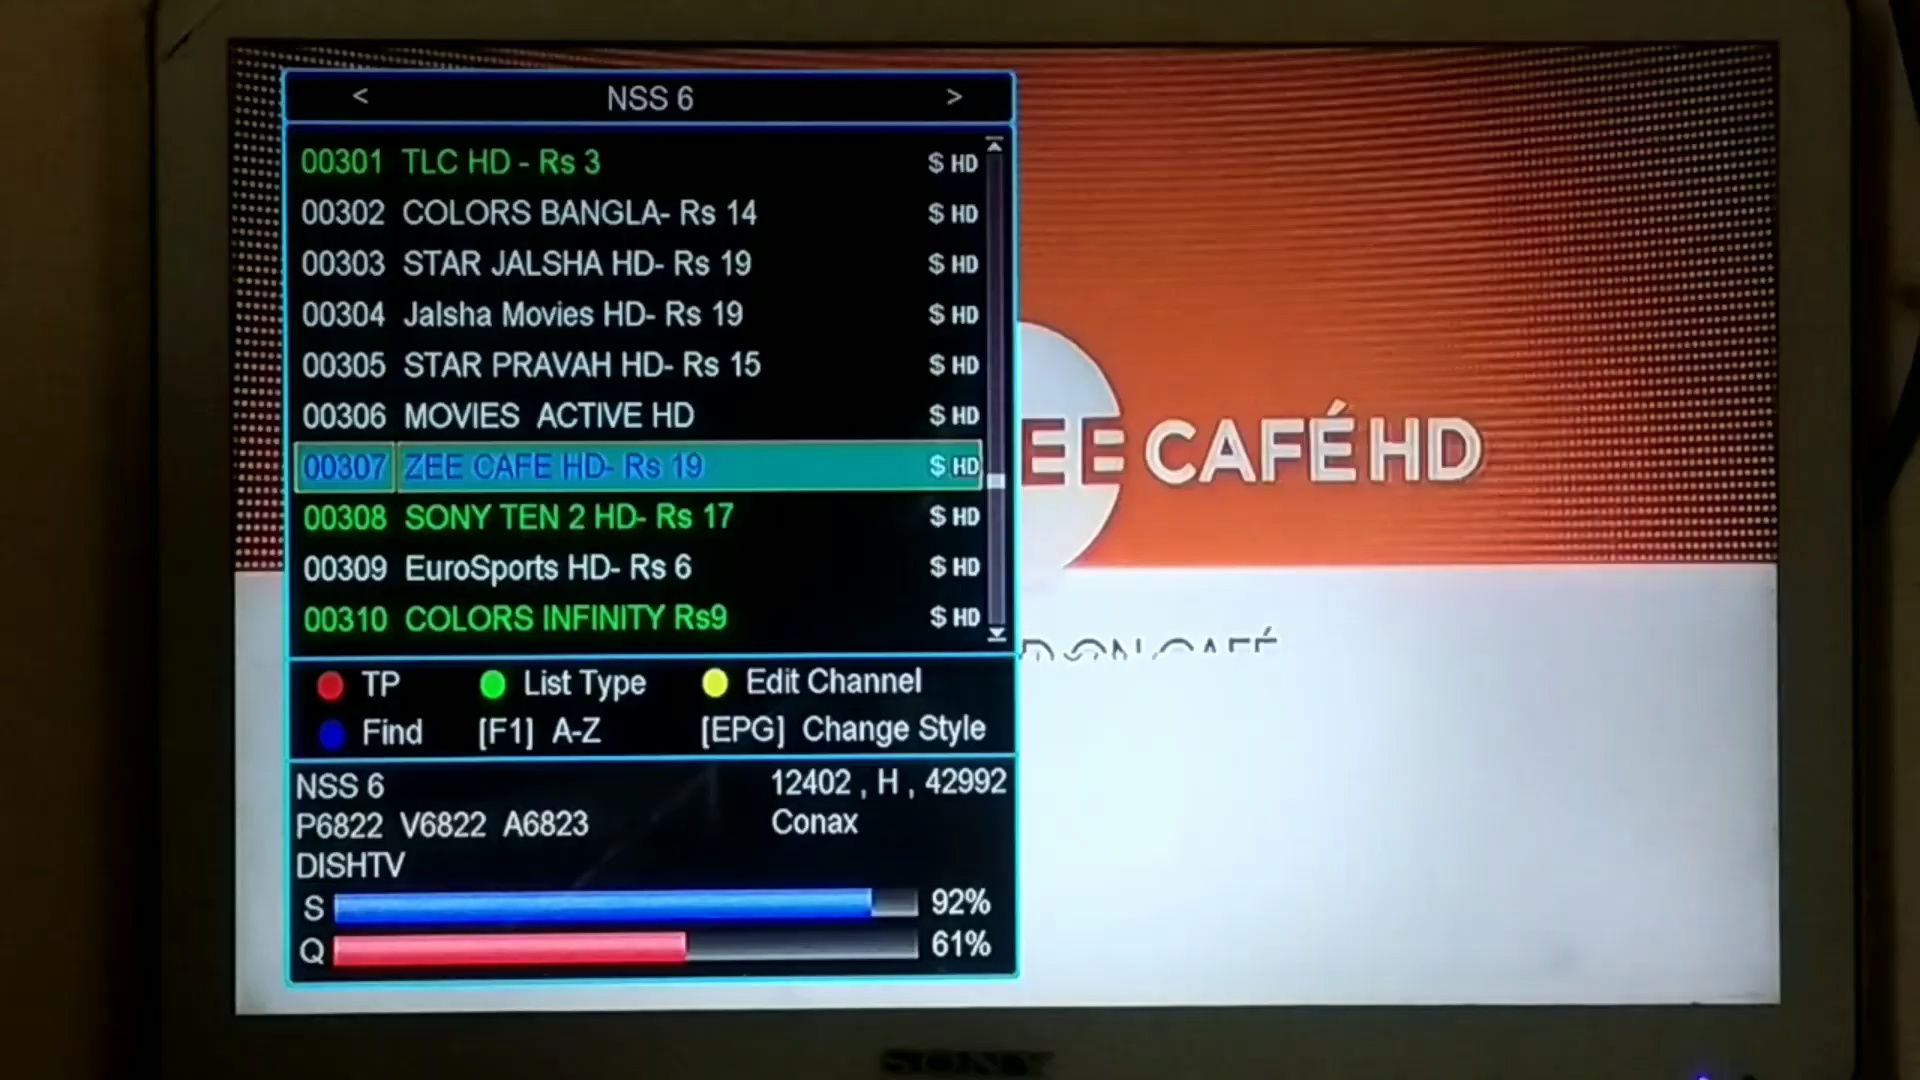 < NSS 6 >
00301 TLC HD - Rs 3 $ HD
00302 COLORS BANGLA- Rs 14 $ HD
00303 STAR JALSHA HD- Rs 19 $ HD
00304 Jalsha Movies HD- Rs 19 $ HD
00305 STAR PRAVAH HD- Rs 15 $ HD
00306 MOVIES ACTIVE HD $ HD
00307 ZEE CAFE HD- Rs 19 $ HD
00308 SONY TEN 2 HD- Rs 17 $ HD
00309 EuroSports HD- Rs 6 $ HD
00310 COLORS INFINITY Rs9 $ HD
EE CAFÉ HD
TP List Type Edit Channel
Find [F1] A-Z [EPG] Change Style
NSS 6 12402 , H , 42992
P6822 V6822 A6823 Conax
DISHTV
S 92%
Q 61%
SONY